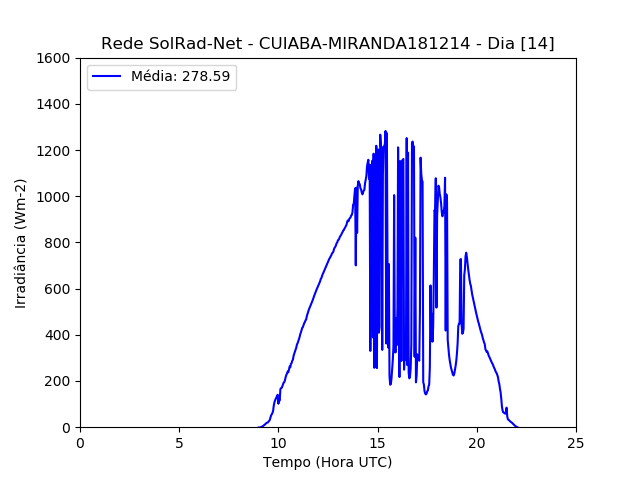 Rede SolRad-Net - CUIABA-MIRANDA181214 - Dia [14]
Média: 278.59
1600
1400
1200
1000
800
600
400
200
0
Irradiância (Wm-2)
0 5 10 15 20 25
Tempo (Hora UTC)